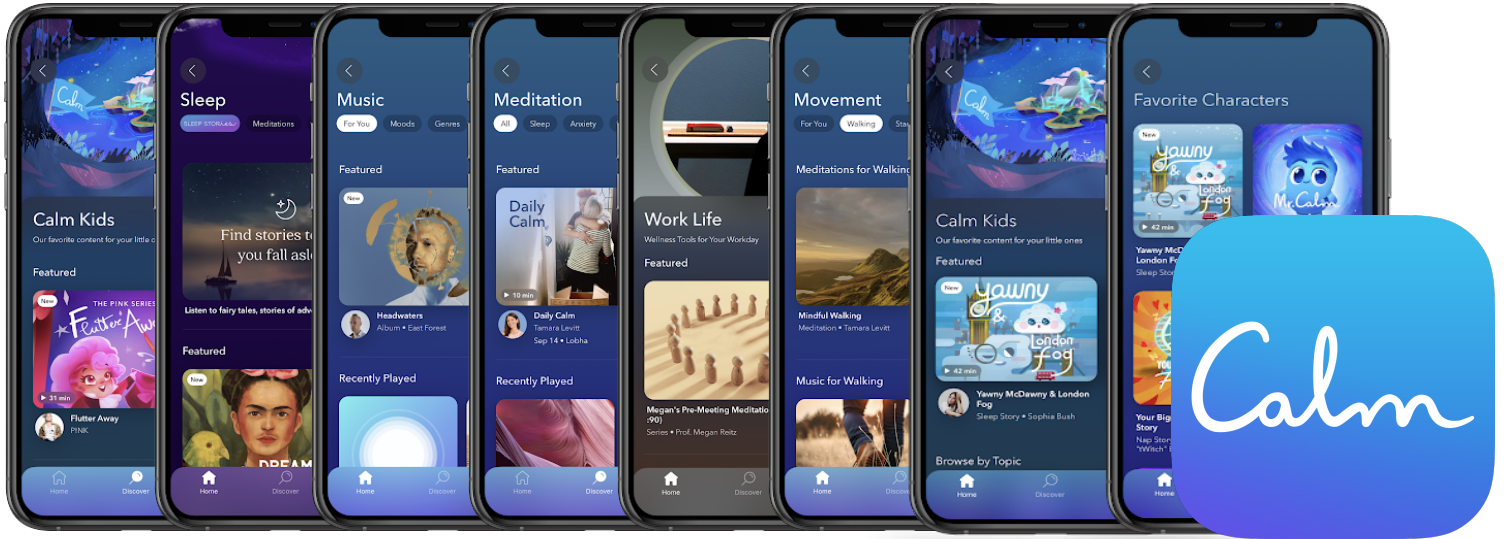 Calm
Calm Kids
Our favorite content for your little
Featured
New
THE PINK SERIES
Flutter Away
31 min
Flutter Away
PINK
Home
Discover
Sleep
Meditations
Find stories to
you fall
Listen to fairy tales, stories of
Featured
New
DREAM
Home
Discover
Music
For You
Moods
Genres
Featured
New
Headwaters
Album • East Forest
Recently Played
Home
Discover
Meditation
All
Sleep
Anxiety
Featured
Daily
Calm
10 min
Daily Calm
Tamara Levitt
Sep 14 • Lobha
Recently Played
Home
Discover
Work Life
Wellness Tools for Your Workday
Featured
Megan's Pre-Meeting Meditatio
:90)
Series • Prof. Megan Reitz
Home
Discover
Movement
For You
Walking
Meditations for Walking
Mindful Walking
Meditation • Tamara Levitt
Music for Walking
Home
Discover
Calm
Calm Kids
Our favorite content for your little ones
Featured
New
Yawny
&
London
fog
42 min
Yawny McDawny & London
Fog
Sleep Story • Sophia Bush
Browse by Topic
Home
Discover
Favorite Characters
New
Yawny
&
London
Fog
42 min
Mr. Calm
Yawny McD
London Fog
Sleep Sto
Your Big
Story
Nap Stor
Home
Calm